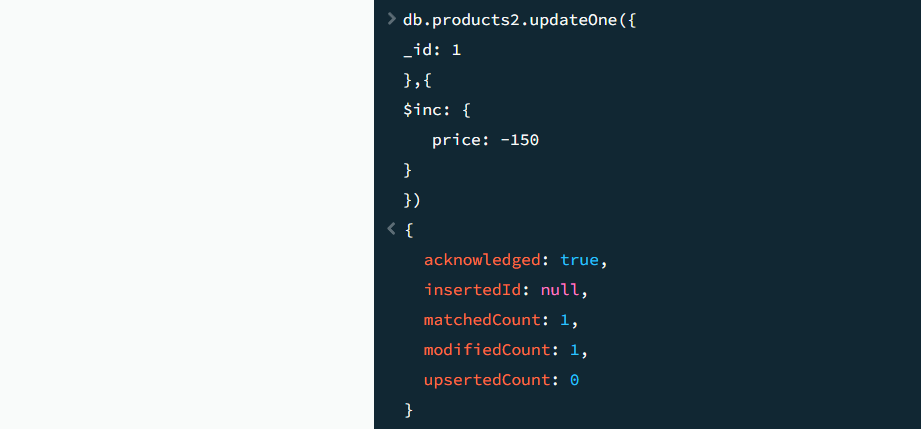 > db.products2.updateOne({
_id: 1
},{
$inc: {
   price: -150
}
})
< {
  acknowledged: true,
  insertedId: null,
  matchedCount: 1,
  modifiedCount: 1,
  upsertedCount: 0
}